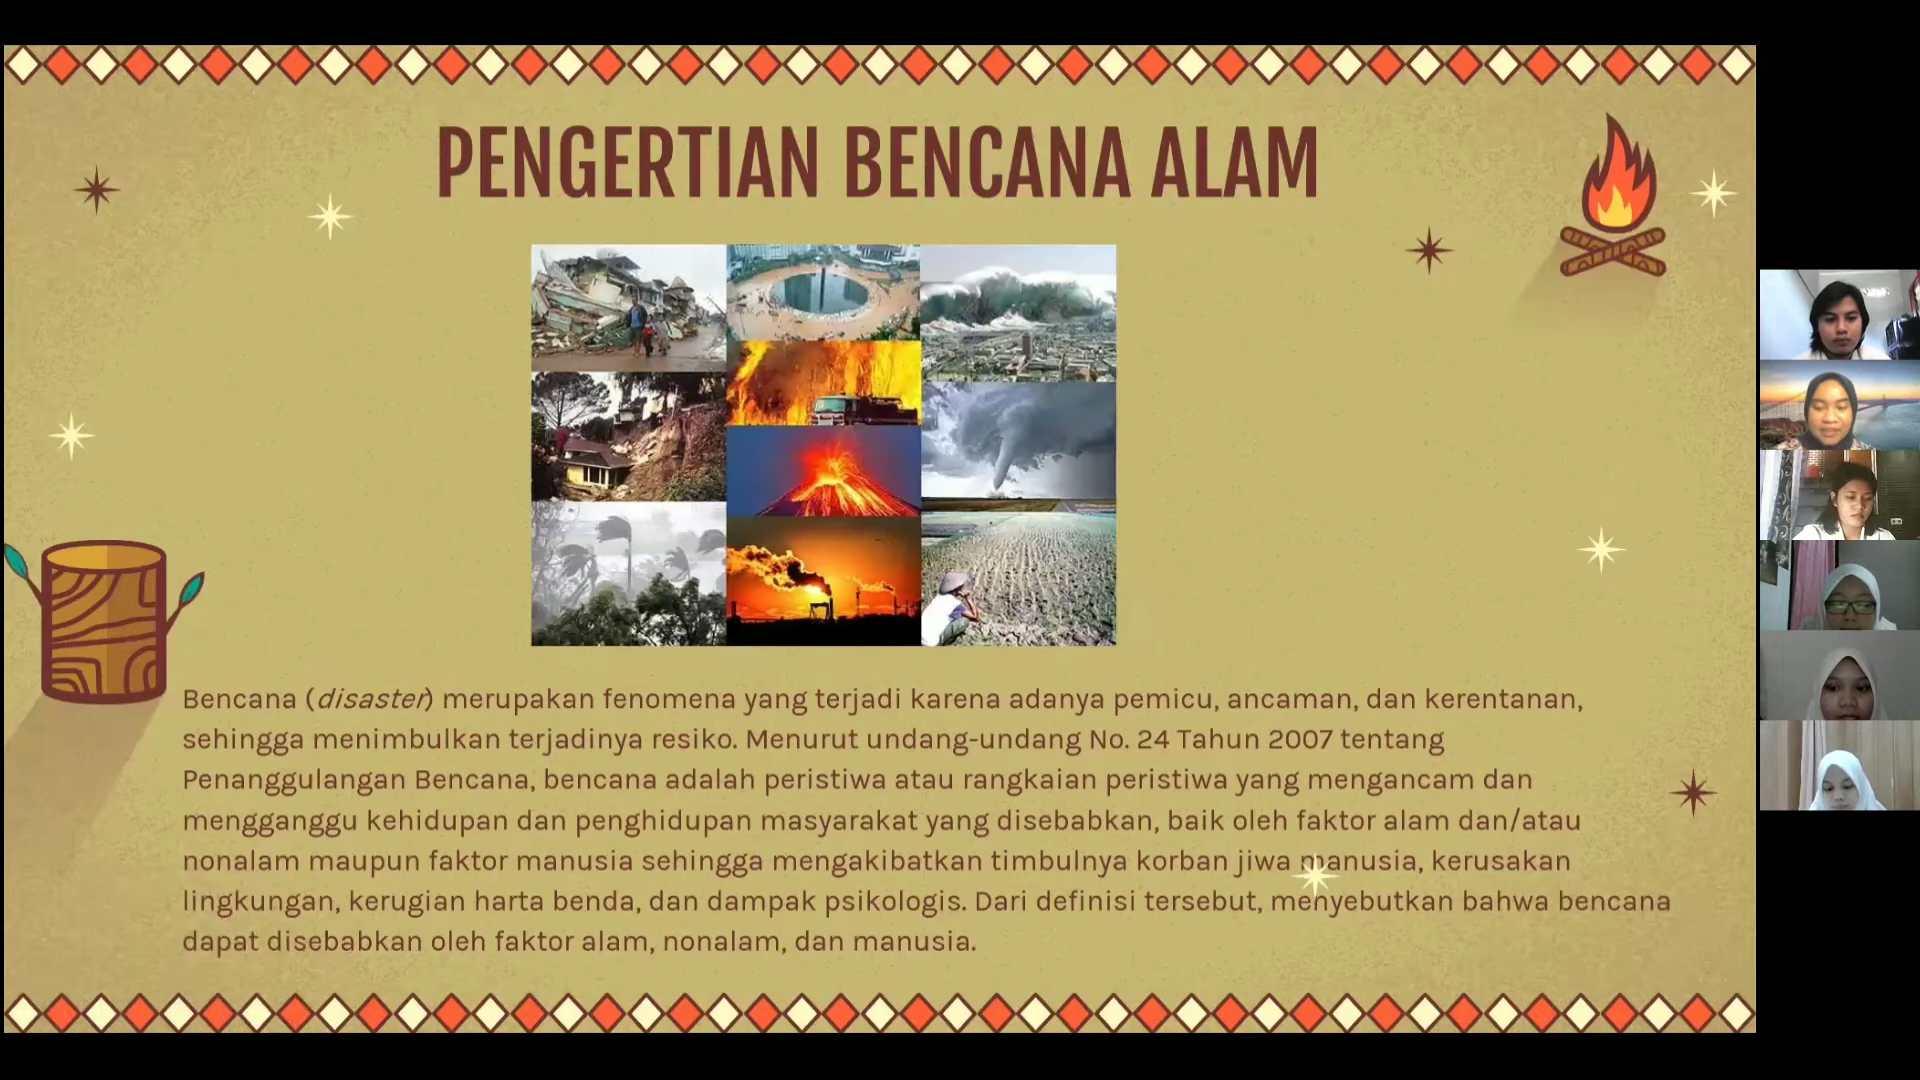 PENGERTIAN BENCANA ALAM
Bencana (disaster) merupakan fenomena yang terjadi karena adanya pemicu, ancaman, dan kerentanan,
sehingga menimbulkan terjadinya resiko. Menurut undang-undang No. 24 Tahun 2007 tentang
Penanggulangan Bencana, bencana adalah peristiwa atau rangkaian peristiwa yang mengancam dan
mengganggu kehidupan dan penghidupan masyarakat yang disebabkan, baik oleh faktor alam dan/atau
nonalam maupun faktor manusia sehingga mengakibatkan timbulnya korban jiwa manusia, kerusakan
lingkungan, kerugian harta benda, dan dampak psikologis. Dari definisi tersebut, menyebutkan bahwa bencana
dapat disebabkan oleh faktor alam, nonalam, dan manusia.